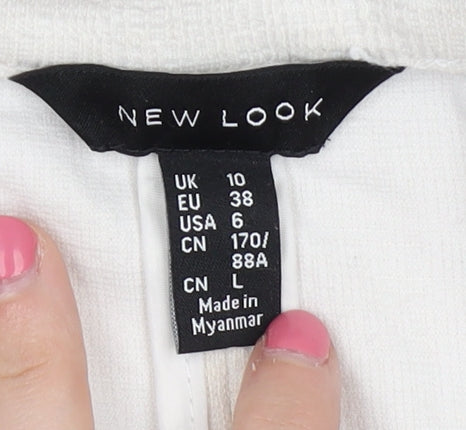 NEW LOOK
UK 10
EU 38
USA 6
CN 170/
88A
CN L
Made in
Myanmar